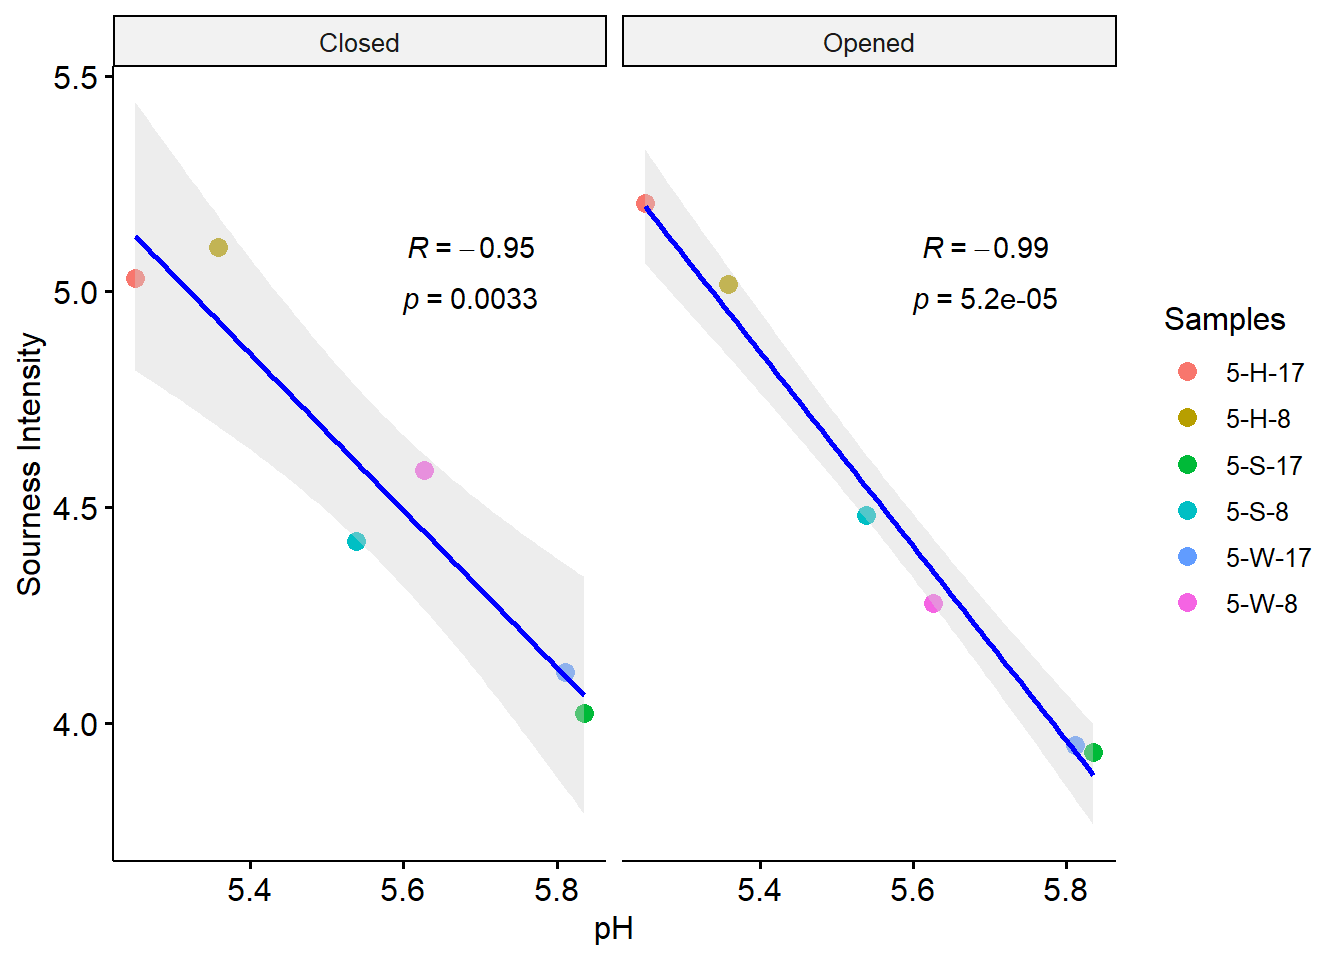 Closed
Opened
Sourness Intensity
5.5
5.0
4.5
4.0
R = −0.95
p = 0.0033
R = −0.99
p = 5.2e-05
5.4
5.6
5.8
5.4
5.6
5.8
pH
Samples
5-H-17
5-H-8
5-S-17
5-S-8
5-W-17
5-W-8